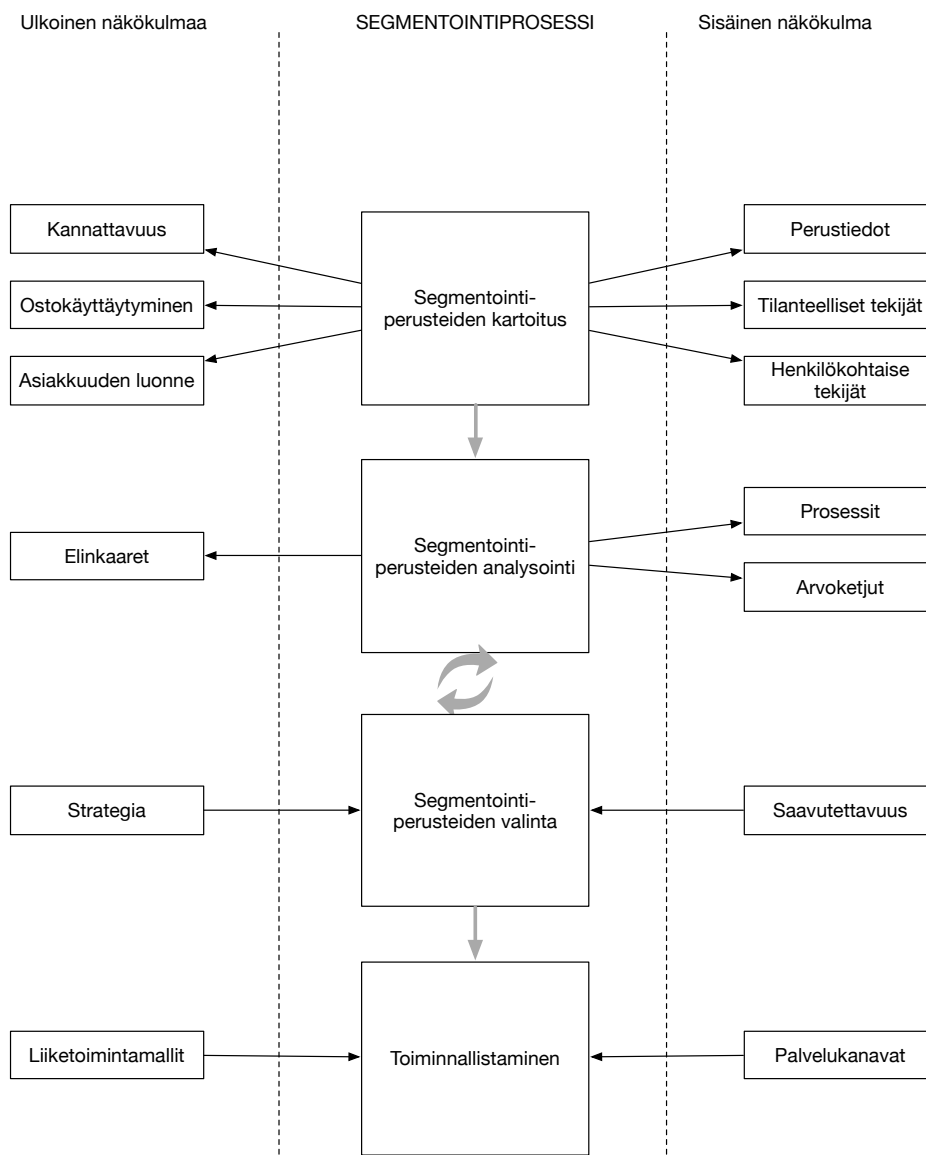 Ulkoinen näkökulmaa
SEGMENTOINTIPROSESSI
Sisäinen näkökulma
Kannattavuus
Ostokäyttäytyminen
Asiakkuuden luonne
Segmentointi-
perusteiden kartoitus
Perustiedot
Tilanteelliset tekijät
Henkilökohtaise
tekijät
Elinkaaret
Segmentointi-
perusteiden analysointi
Prosessit
Arvoketjut
Strategia
Segmentointi-
perusteiden valinta
Saavutettavuus
Liiketoimintamallit
Toiminnallistaminen
Palvelukanavat